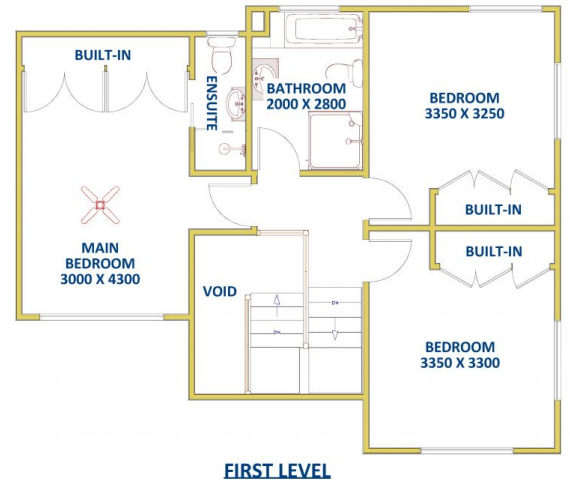 BUILT-IN
ENSUITE
BATHROOM
2000 X 2800
BEDROOM
3350 X 3250
BUILT-IN
MAIN
BEDROOM
3000 X 4300
VOID
BUILT-IN
BEDROOM
3350 X 3300
FIRST LEVEL